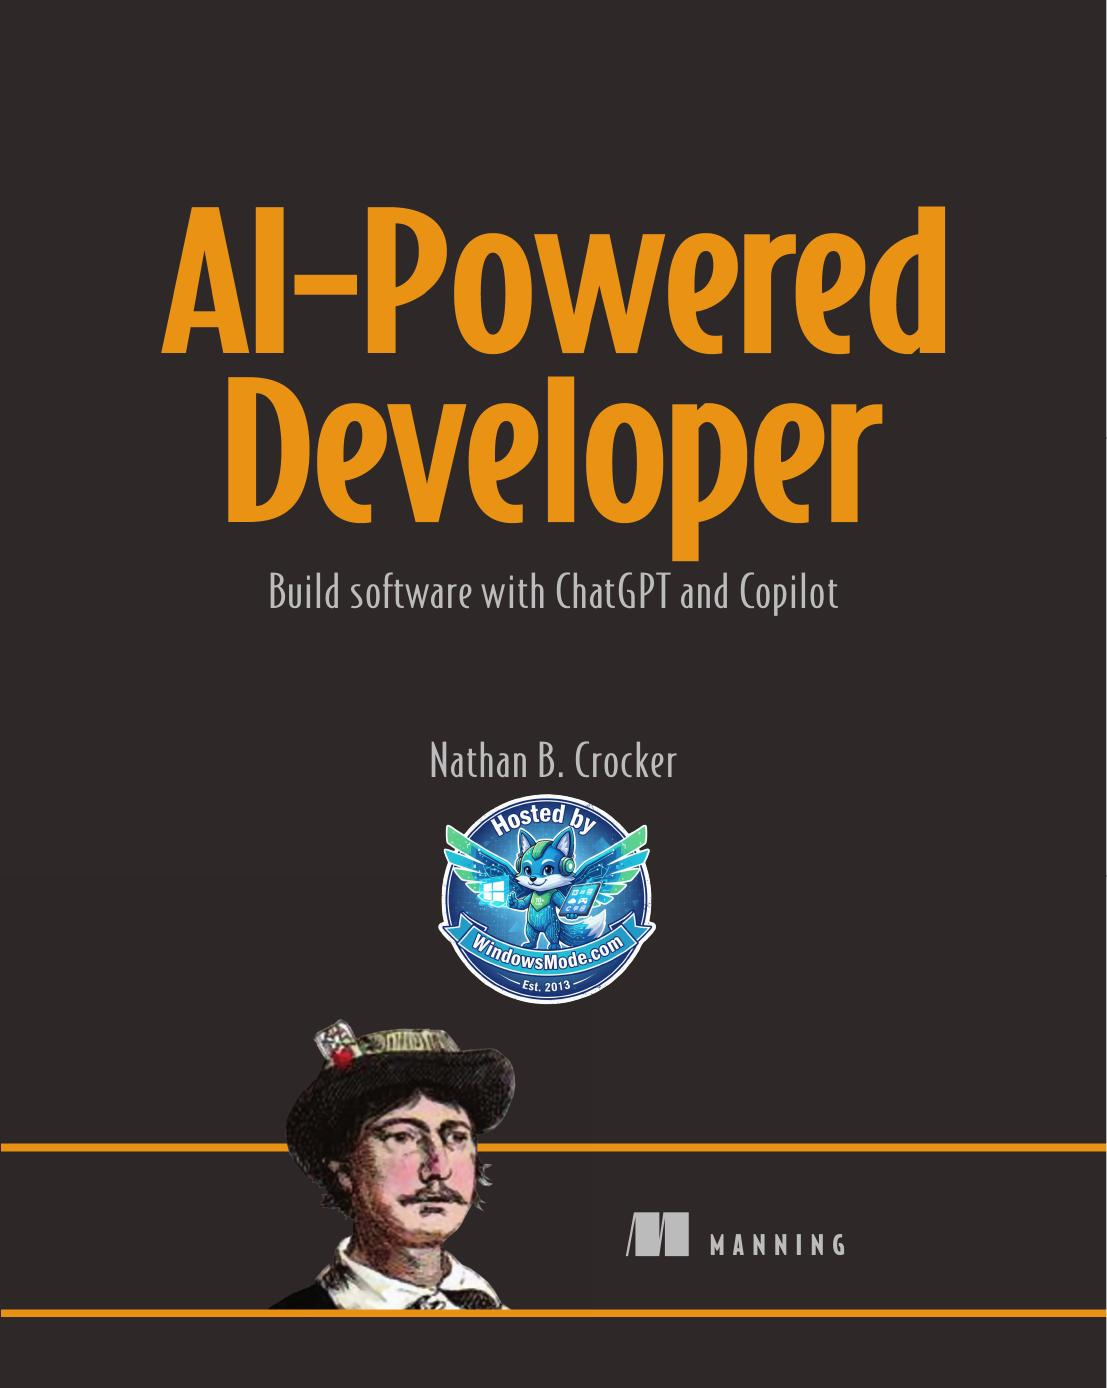 AI-Powered
Developer
Build software with ChatGPT and Copilot
Nathan B. Crocker
Hosted by
WindowsMode.com
Est. 2013
MANNING